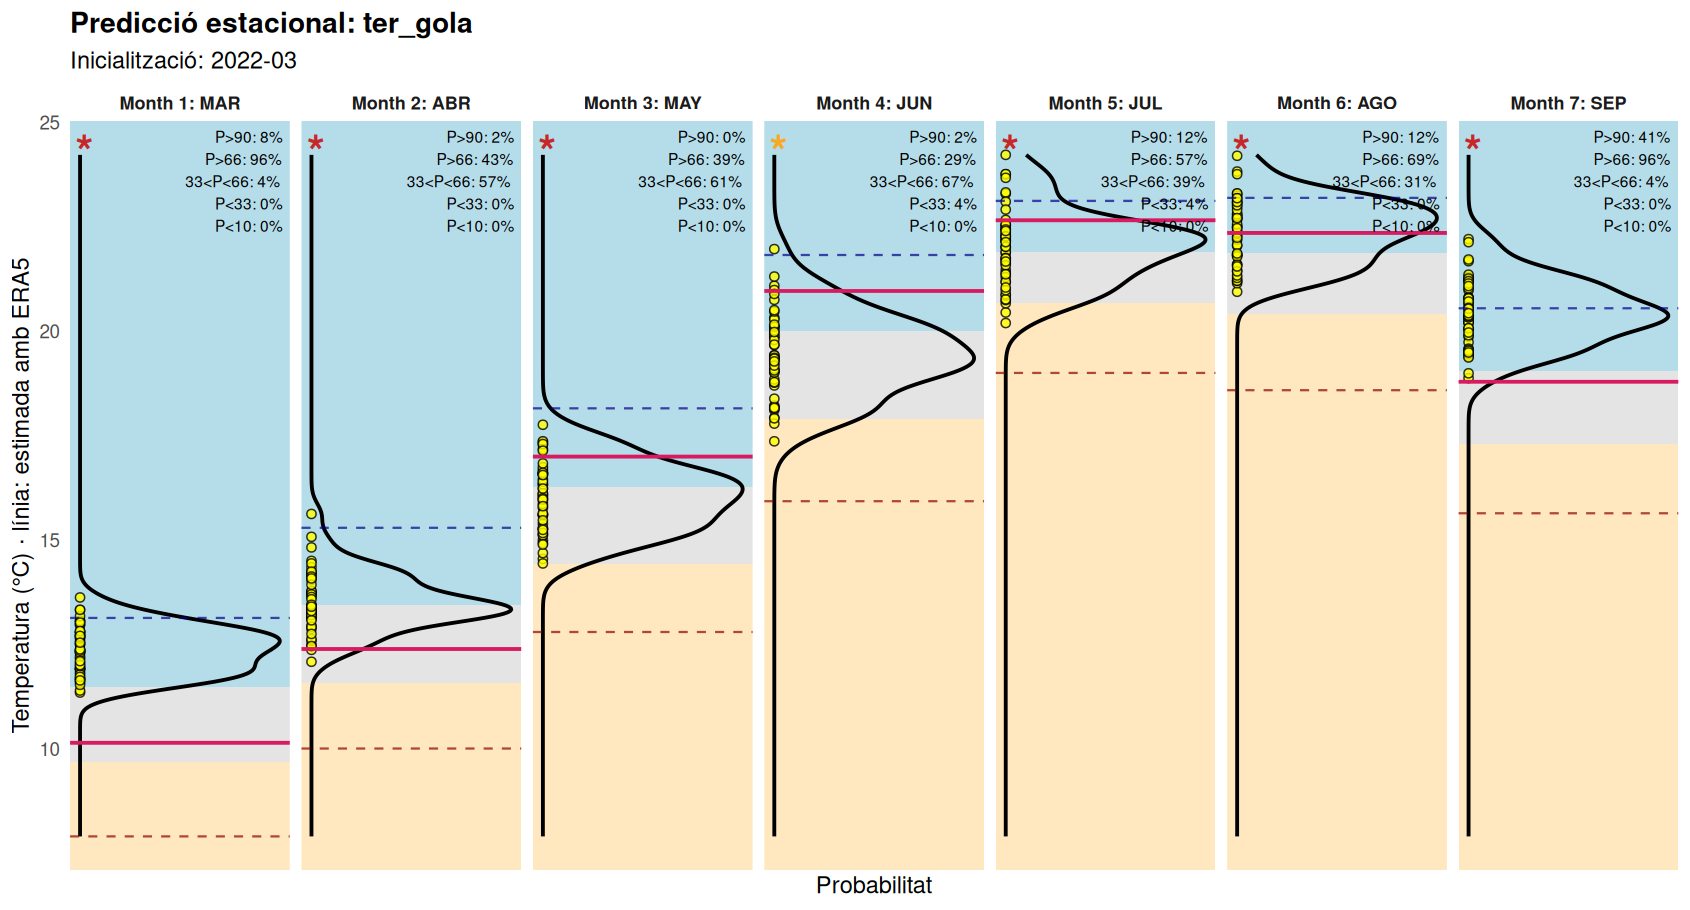 Predicció estacional: ter_gola
Inicialització: 2022-03
Month 1: MAR
Month 2: ABR
Month 3: MAY
Month 4: JUN
Month 5: JUL
Month 6: AGO
Month 7: SEP
Temperatura (°C) · línia: estimada amb ERA5
25
20
15
10
*
P>90: 8%
P>66: 96%
33<P<66: 4%
P<33: 0%
P<10: 0%
*
P>90: 2%
P>66: 43%
33<P<66: 57%
P<33: 0%
P<10: 0%
*
P>90: 0%
P>66: 39%
33<P<66: 61%
P<33: 0%
P<10: 0%
*
P>90: 2%
P>66: 29%
33<P<66: 67%
P<33: 4%
P<10: 0%
*
P>90: 12%
P>66: 57%
33<P<66: 39%
P<33: 4%
P<10: 0%
*
P>90: 12%
P>66: 69%
33<P<66: 31%
P<33: 0%
P<10: 0%
*
P>90: 41%
P>66: 96%
33<P<66: 4%
P<33: 0%
P<10: 0%
Probabilitat